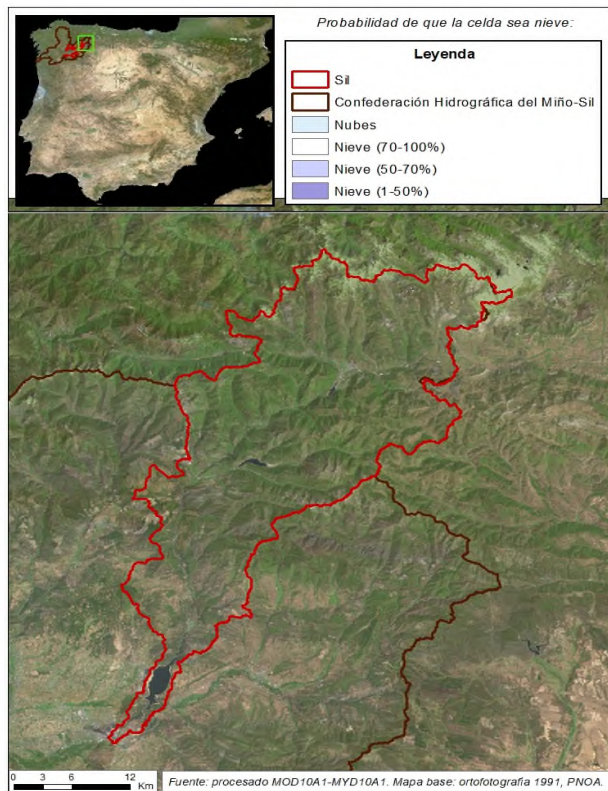 Probabilidad de que la celda sea nieve:
Leyenda
Sil
Confederación Hidrográfica del Miño-Sil
Nubes
Nieve (70-100%)
Nieve (50-70%)
Nieve (1-50%)
0 3 6 12
Km
Fuente: procesado MOD10A1-MYD10A1. Mapa base: ortofotografía 1991, PNOA.